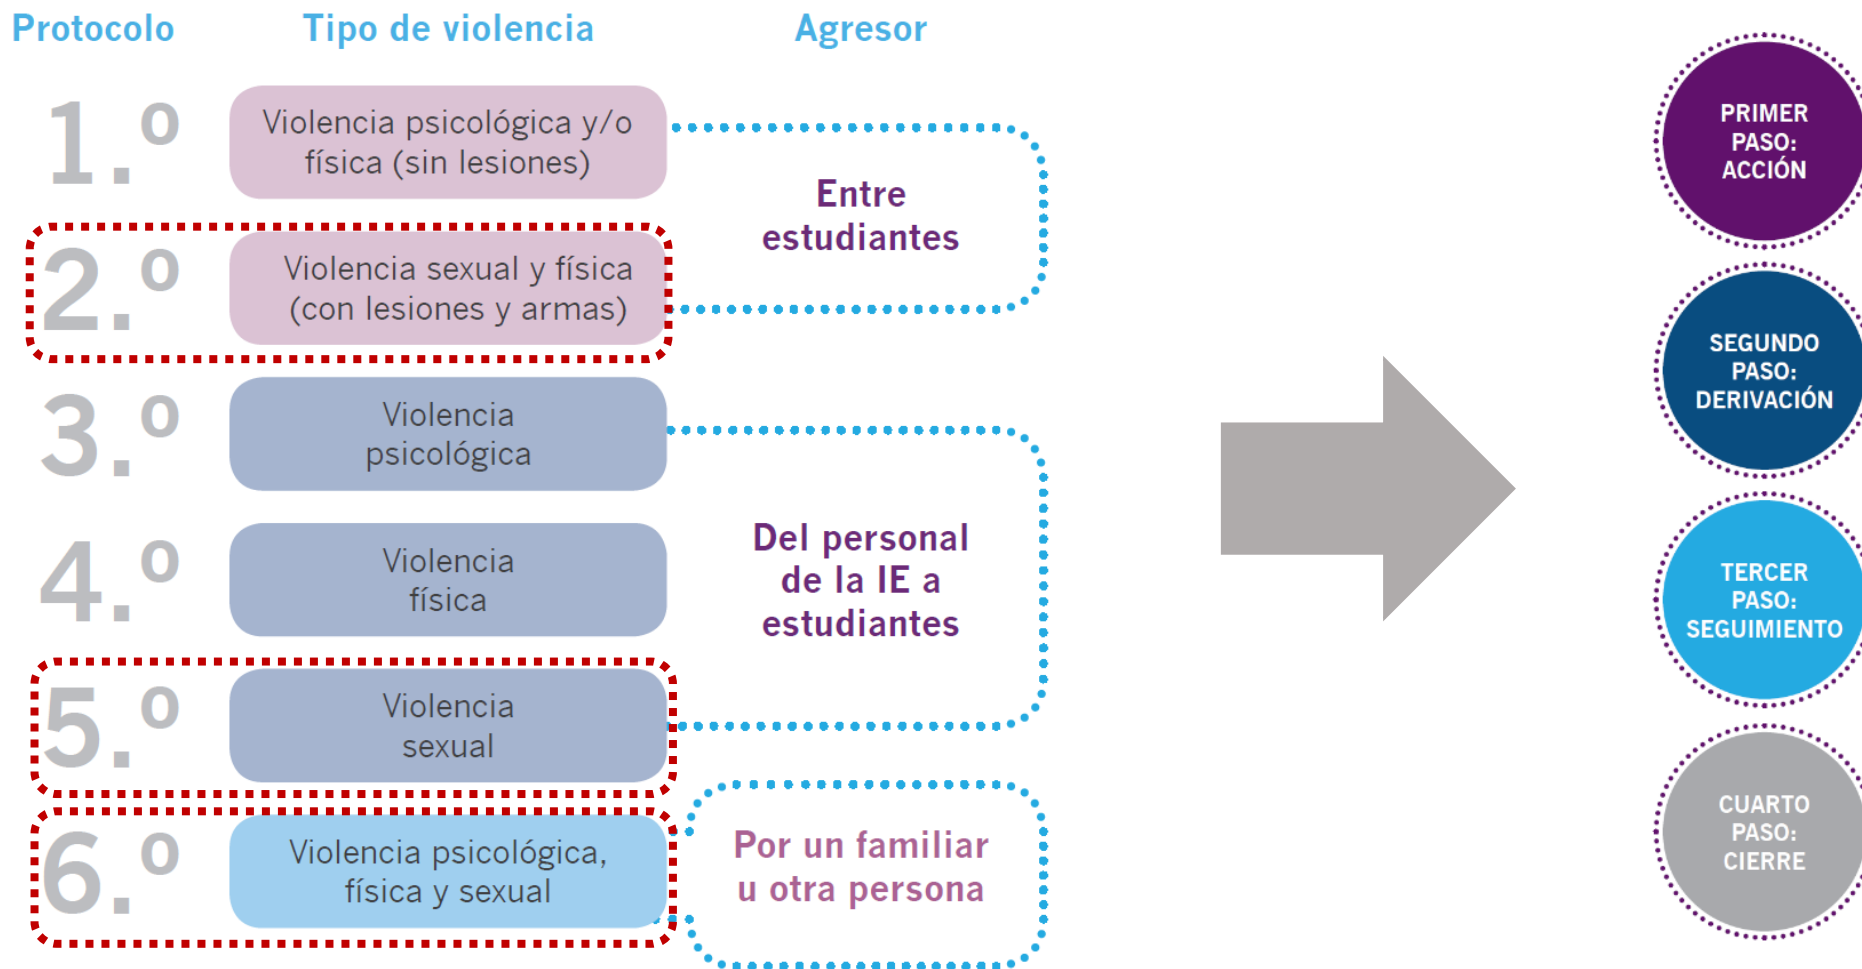 Protocolo
Tipo de violencia
Agresor
1.º
Violencia psicológica y/o
física (sin lesiones)
Entre
estudiantes
2.º
Violencia sexual y física
(con lesiones y armas)
3.º
Violencia
psicológica
4.º
Violencia
física
Del personal
de la IE a
estudiantes
5.º
Violencia
sexual
6.º
Violencia psicológica,
física y sexual
Por un familiar
u otra persona
PRIMER
PASO:
ACCIÓN
SEGUNDO
PASO:
DERIVACIÓN
TERCER
PASO:
SEGUIMIENTO
CUARTO
PASO:
CIERRE